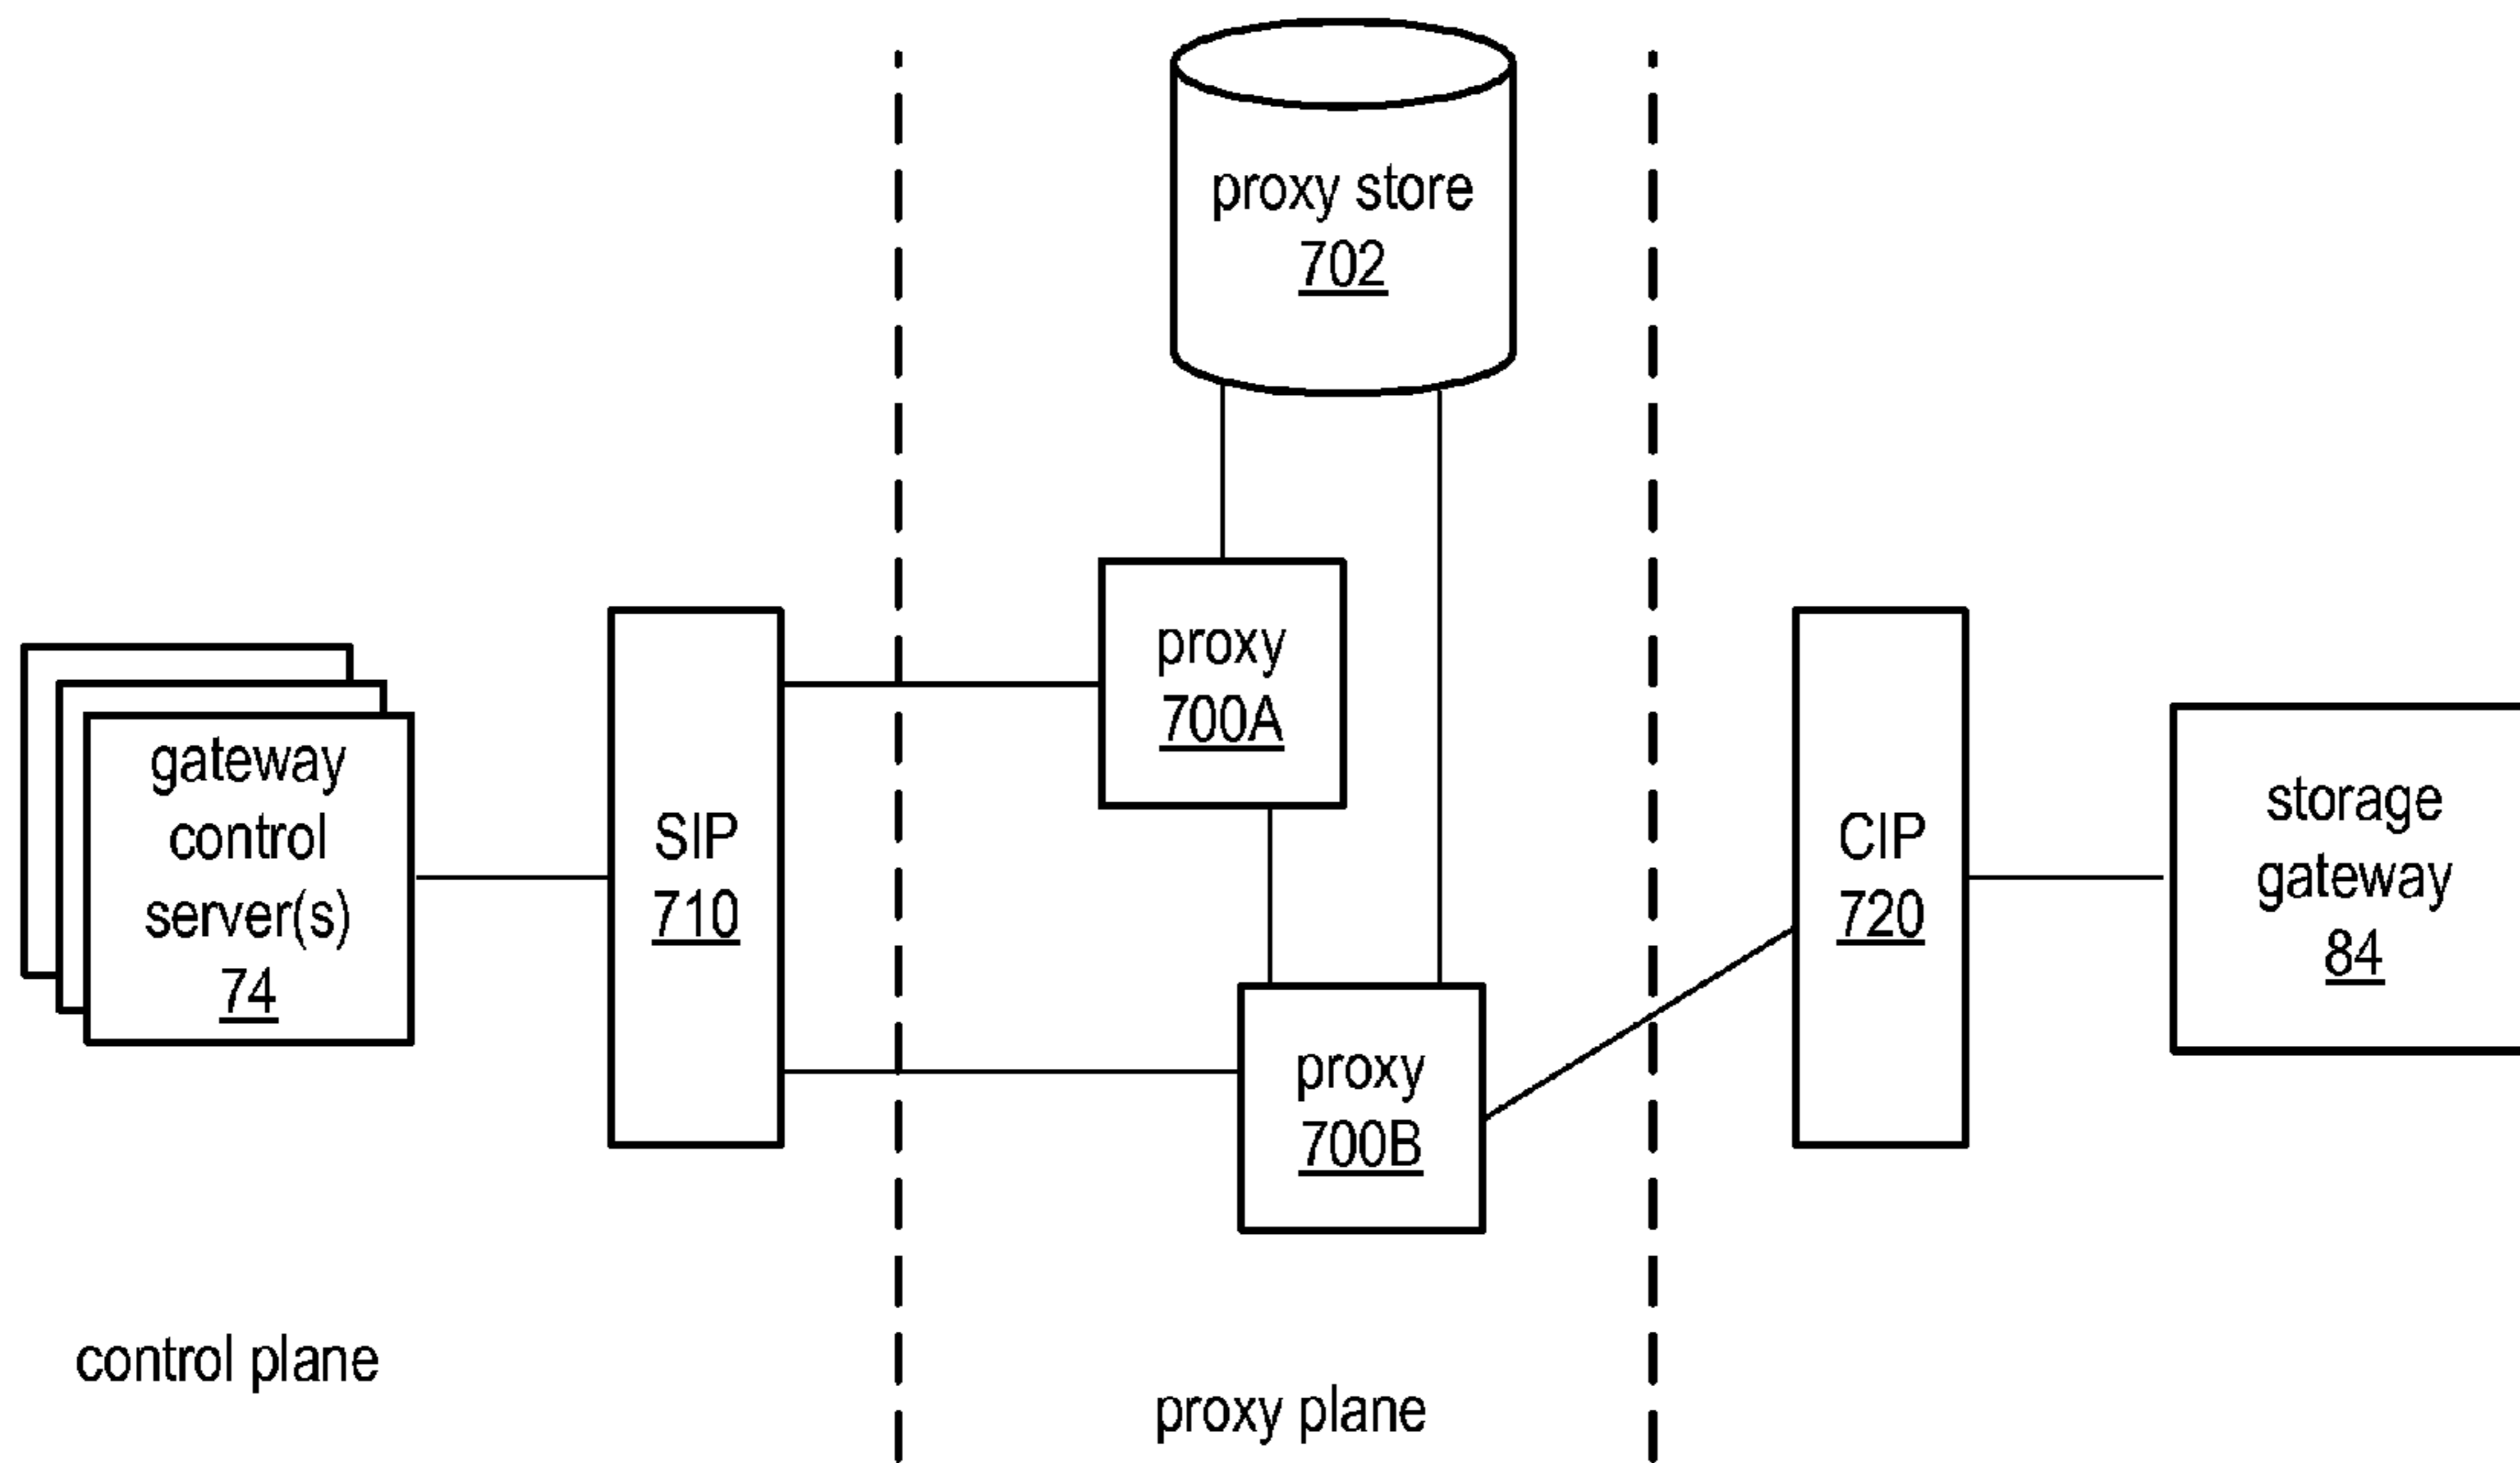 proxy store
702
proxy
700A
gateway
control
server(s)
74
SIP
710
CIP
720
storage
gateway
84
proxy
700B
control plane
proxy plane